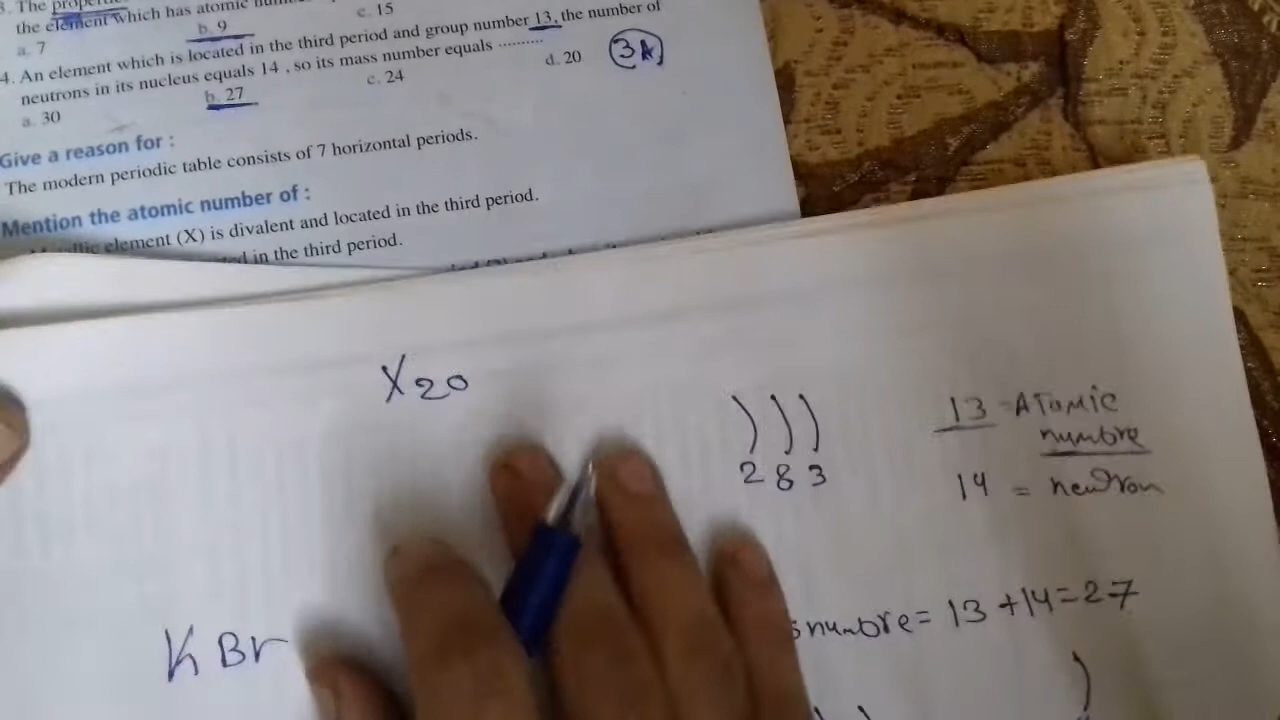 3. The
the element which has atomic
a. 7 b. 9 c. 15
4. An element which is located in the third period and group number 13, the number of
neutrons in its nucleus equals 14 , so its mass number equals ..........
a. 30 b. 27 c. 24 d. 20
Give a reason for :
The modern periodic table consists of 7 horizontal periods.
Mention the atomic number of :
element (X) is divalent and located in the third period.
in the third period.
X20
2 8 3
13 = ATOMIC
numbre
14 = neutron
numbre = 13 + 14 = 27
KBr